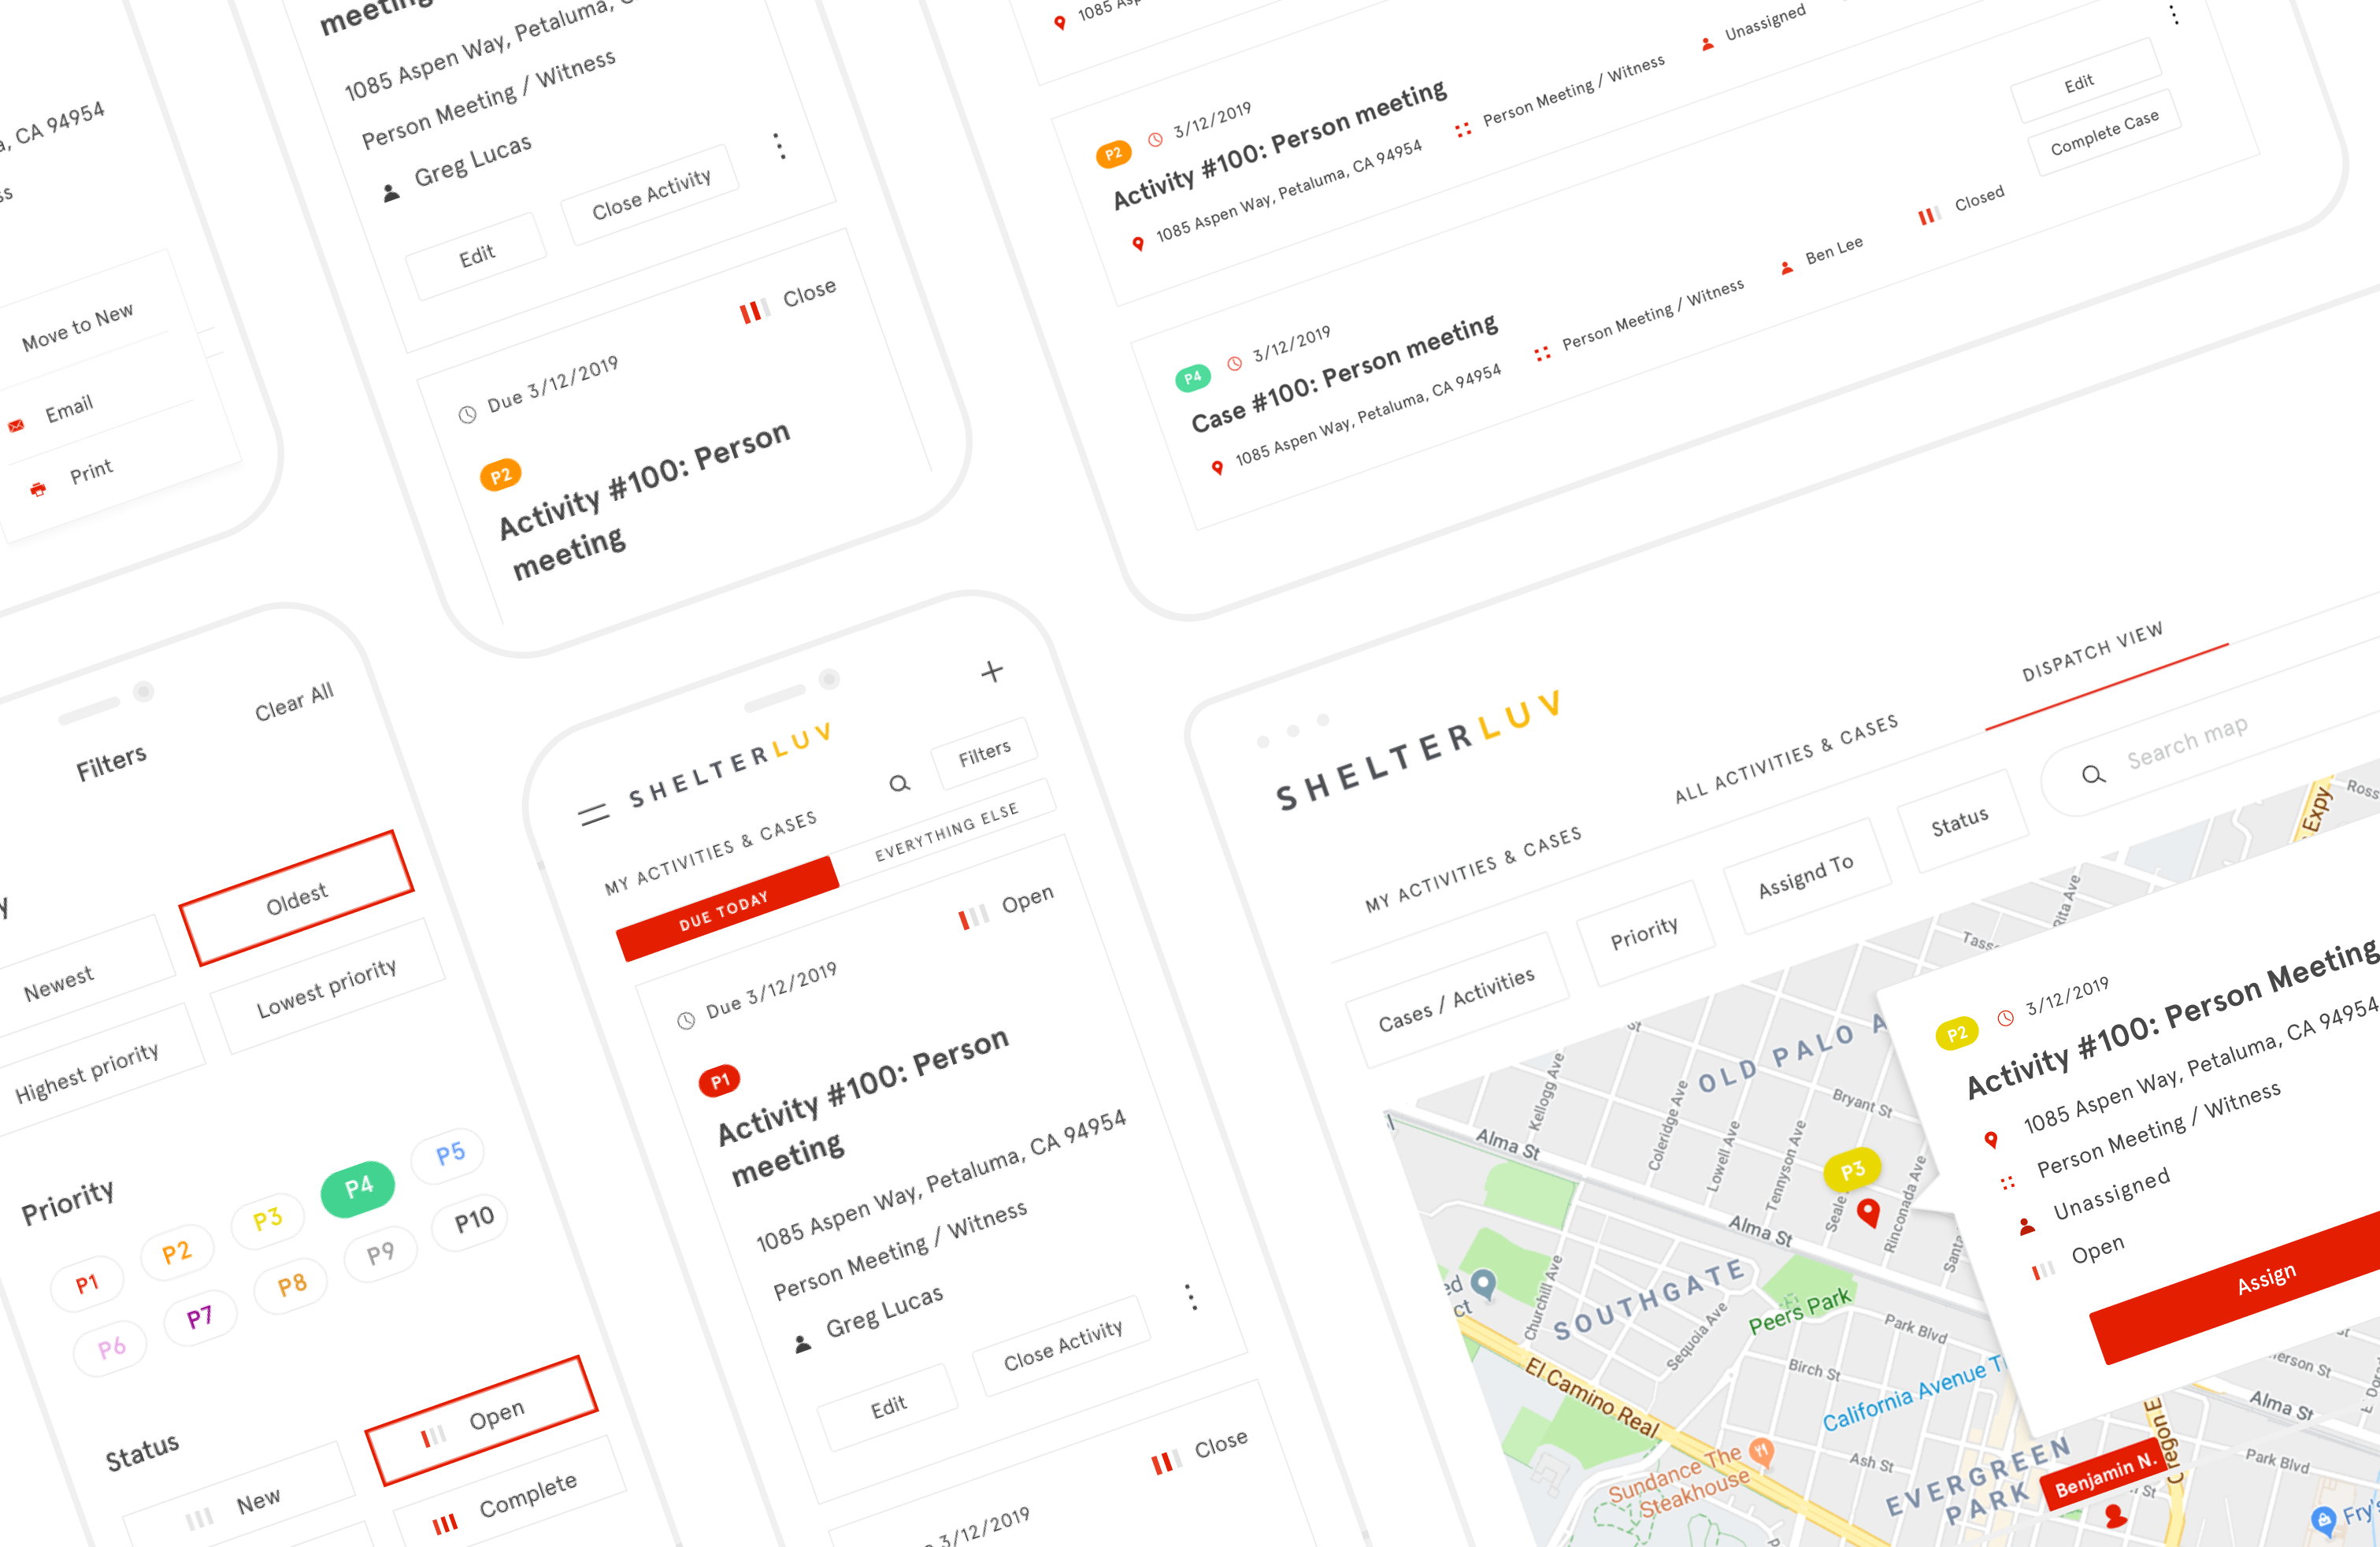 a, CA 94954
Move to New
Email
Print
meeting
1085 Aspen Way, Petaluma,
Person Meeting / Witness
Greg Lucas
Edit
Close Activity
Close
Due 3/12/2019
P2
Activity #100: Person
meeting
1085
Unassigned
P2
3/12/2019
Activity #100: Person meeting
1085 Aspen Way, Petaluma, CA 94954
Person Meeting / Witness
Edit
Complete Case
P4
3/12/2019
Case #100: Person meeting
1085 Aspen Way, Petaluma, CA 94954
Person Meeting / Witness
Ben Lee
Closed
Clear All
Filters
Newest
Oldest
Highest priority
Lowest priority
Priority
P1
P2
P3
P4
P5
P6
P7
P8
P9
P10
Status
New
Open
Complete
SHELTERLUV
Filters
MY ACTIVITIES & CASES
DUE TODAY
EVERYTHING ELSE
Open
Due 3/12/2019
P1
Activity #100: Person
meeting
1085 Aspen Way, Petaluma, CA 94954
Person Meeting / Witness
Greg Lucas
Edit
Close Activity
Close
3/12/2019
SHELTERLUV
MY ACTIVITIES & CASES
ALL ACTIVITIES & CASES
DISPATCH VIEW
Cases / Activities
Priority
Assignd To
Status
Search map
Expy
Ross
Rita Ave
St
Kellogg Ave
OLD PALO A
Coleridge Ave
Bryant St
Alma St
Lowell Ave
Tennyson Ave
P3
Seale
Rinconada Ave
Santa
Alma St
SOUTHGATE
Churchill Ave
Peers Park
Sequoia Ave
Park Blvd
El Camino Real
Birch St
California Avenue
Sundance The
Steakhouse
Ash St
EVERGREEN
PARK
Benjamin N.
Alma St
Park Blvd
Fry's
P2
3/12/2019
Activity #100: Person Meeting
1085 Aspen Way, Petaluma, CA 94954
Person Meeting / Witness
Unassigned
Open
Assign